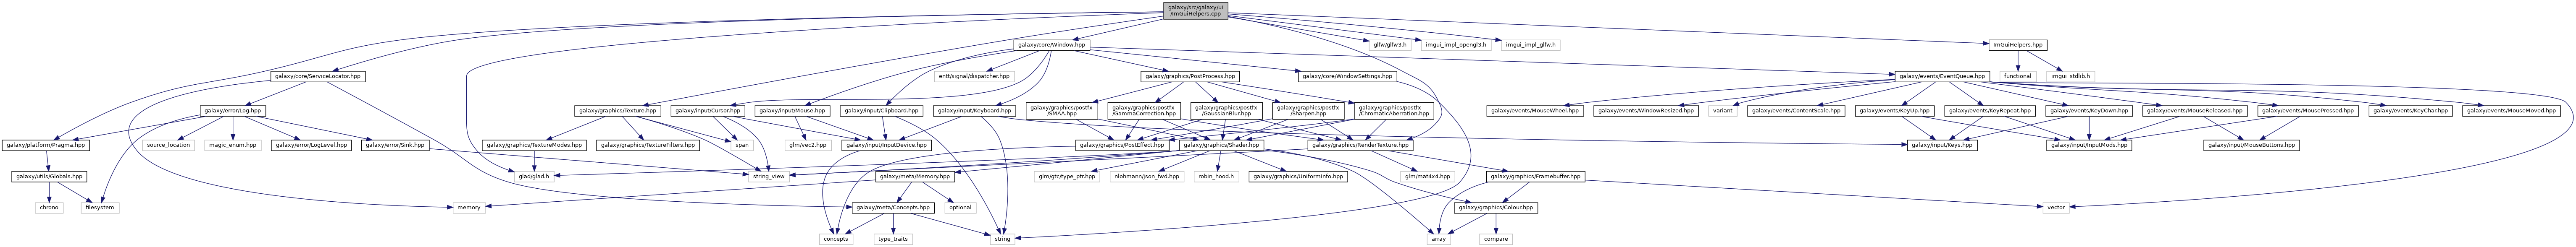 galaxy/src/galaxy/ui
/ImGuiHelpers.cpp
galaxy/core/Window.hpp
glfw/glfw3.h
imgui_impl_opengl3.h
imgui_impl_glfw.h
ImGuiHelpers.hpp
galaxy/core/ServiceLocator.hpp
entt/signal/dispatcher.hpp
galaxy/graphics/PostProcess.hpp
galaxy/core/WindowSettings.hpp
galaxy/events/EventQueue.hpp
functional
imgui_stdlib.h
galaxy/error/Log.hpp
galaxy/graphics/Texture.hpp
galaxy/input/Cursor.hpp
galaxy/input/Mouse.hpp
galaxy/input/Clipboard.hpp
galaxy/input/Keyboard.hpp
galaxy/graphics/postfx
/SMAA.hpp
galaxy/graphics/postfx
/GammaCorrection.hpp
galaxy/graphics/postfx
/GaussianBlur.hpp
galaxy/graphics/postfx
/Sharpen.hpp
galaxy/graphics/postfx
/ChromaticAberration.hpp
galaxy/events/MouseWheel.hpp
galaxy/events/WindowResized.hpp
variant
galaxy/events/ContentScale.hpp
galaxy/events/KeyUp.hpp
galaxy/events/KeyRepeat.hpp
galaxy/events/KeyDown.hpp
galaxy/events/MouseReleased.hpp
galaxy/events/MousePressed.hpp
galaxy/events/KeyChar.hpp
galaxy/events/MouseMoved.hpp
galaxy/platform/Pragma.hpp
source_location
magic_enum.hpp
galaxy/error/LogLevel.hpp
galaxy/error/Sink.hpp
galaxy/graphics/TextureModes.hpp
galaxy/graphics/TextureFilters.hpp
span
glm/vec2.hpp
galaxy/input/InputDevice.hpp
galaxy/graphics/PostEffect.hpp
galaxy/graphics/Shader.hpp
galaxy/graphics/RenderTexture.hpp
galaxy/input/Keys.hpp
galaxy/input/InputMods.hpp
galaxy/input/MouseButtons.hpp
galaxy/utils/Globals.hpp
glad/glad.h
string_view
galaxy/meta/Memory.hpp
glm/gtc/type_ptr.hpp
nlohmann/json_fwd.hpp
robin_hood.h
galaxy/graphics/UniformInfo.hpp
glm/mat4x4.hpp
galaxy/graphics/Framebuffer.hpp
chrono
filesystem
memory
galaxy/meta/Concepts.hpp
optional
galaxy/graphics/Colour.hpp
vector
concepts
type_traits
string
array
compare